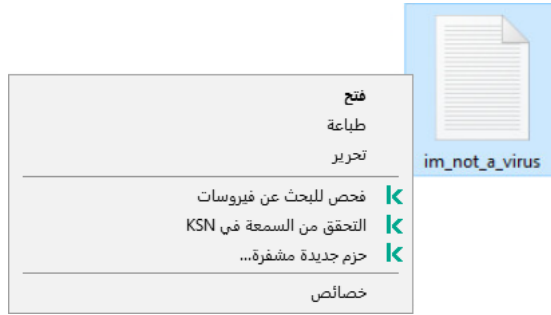 فتح
طباعة
تحرير
فحص للبحث عن فيروسات
التحقق من السمعة في KSN
حزم جديدة مشفرة...
خصائص
im_not_a_virus